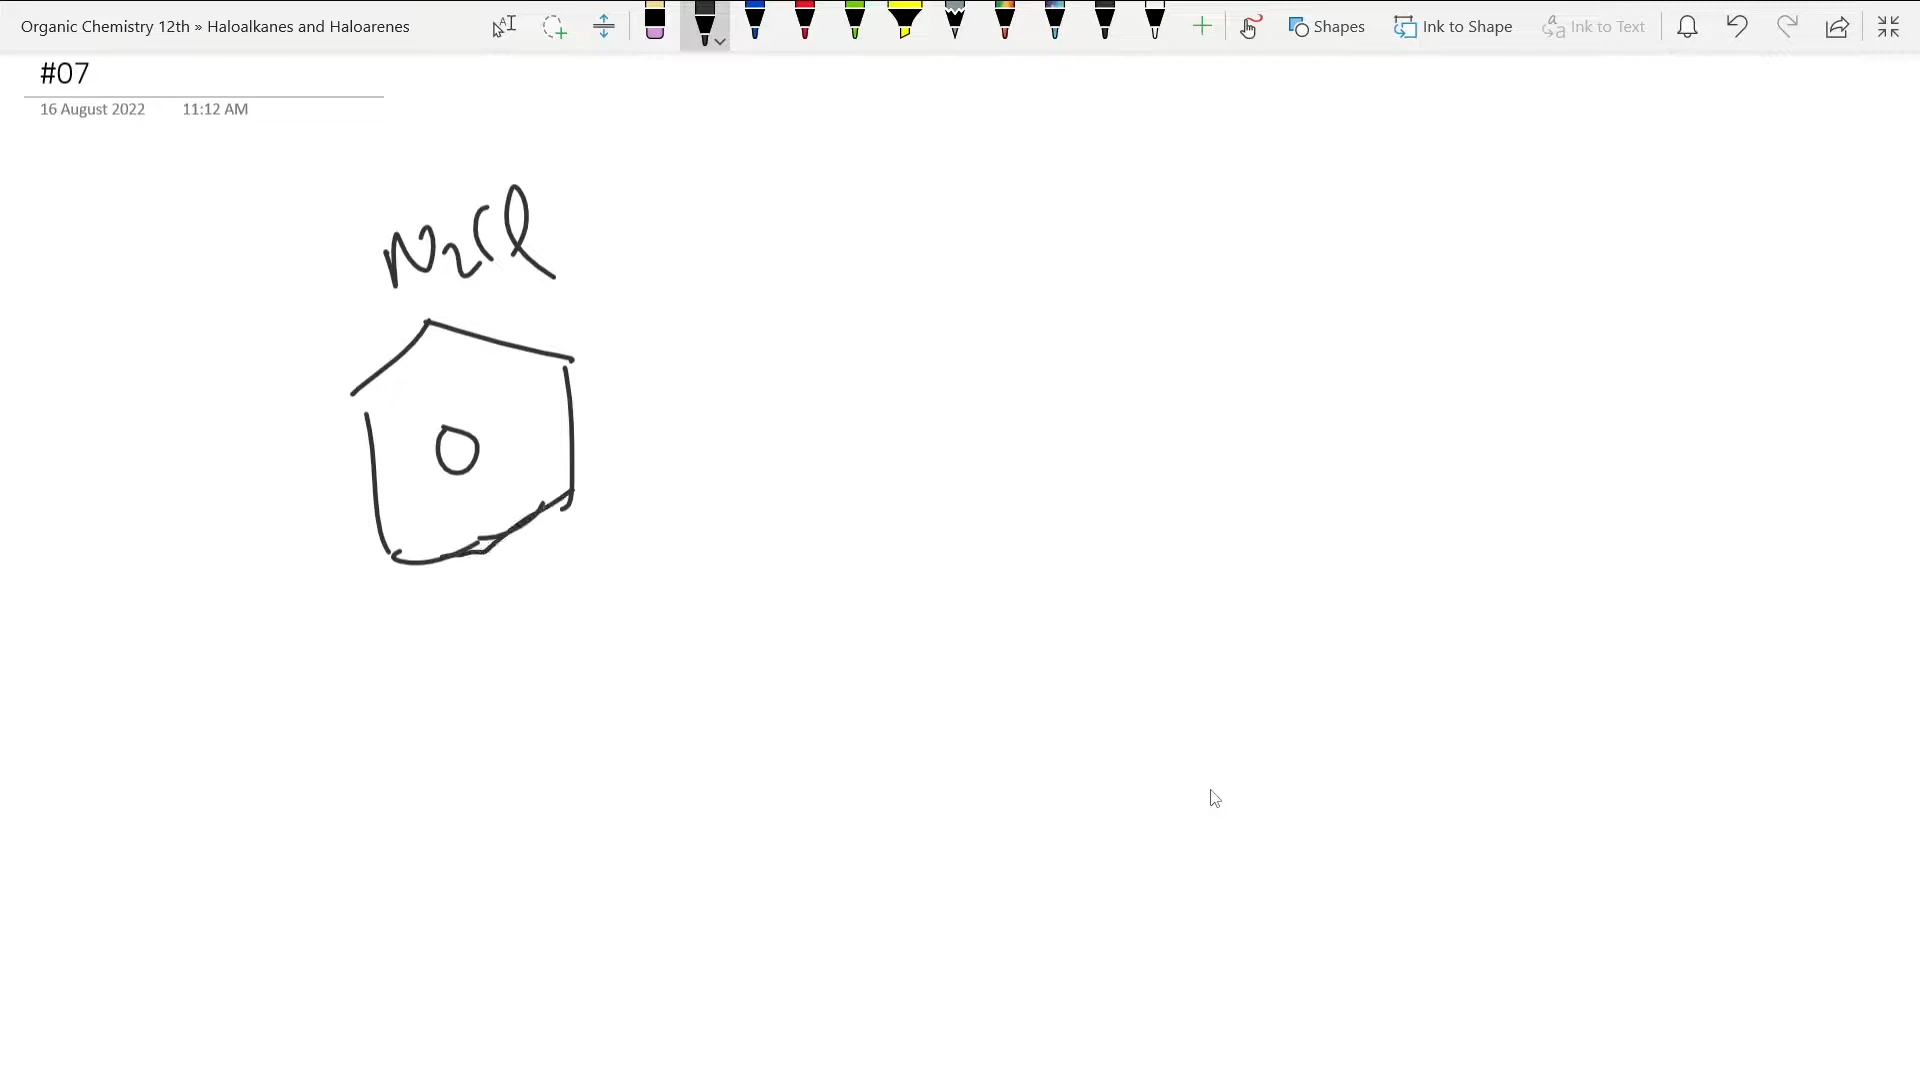 Organic Chemistry 12th » Haloalkanes and Haloarenes
Shapes
Ink to Shape
Ink to Text
#07
16 August 2022 11:12 AM
N2Cl